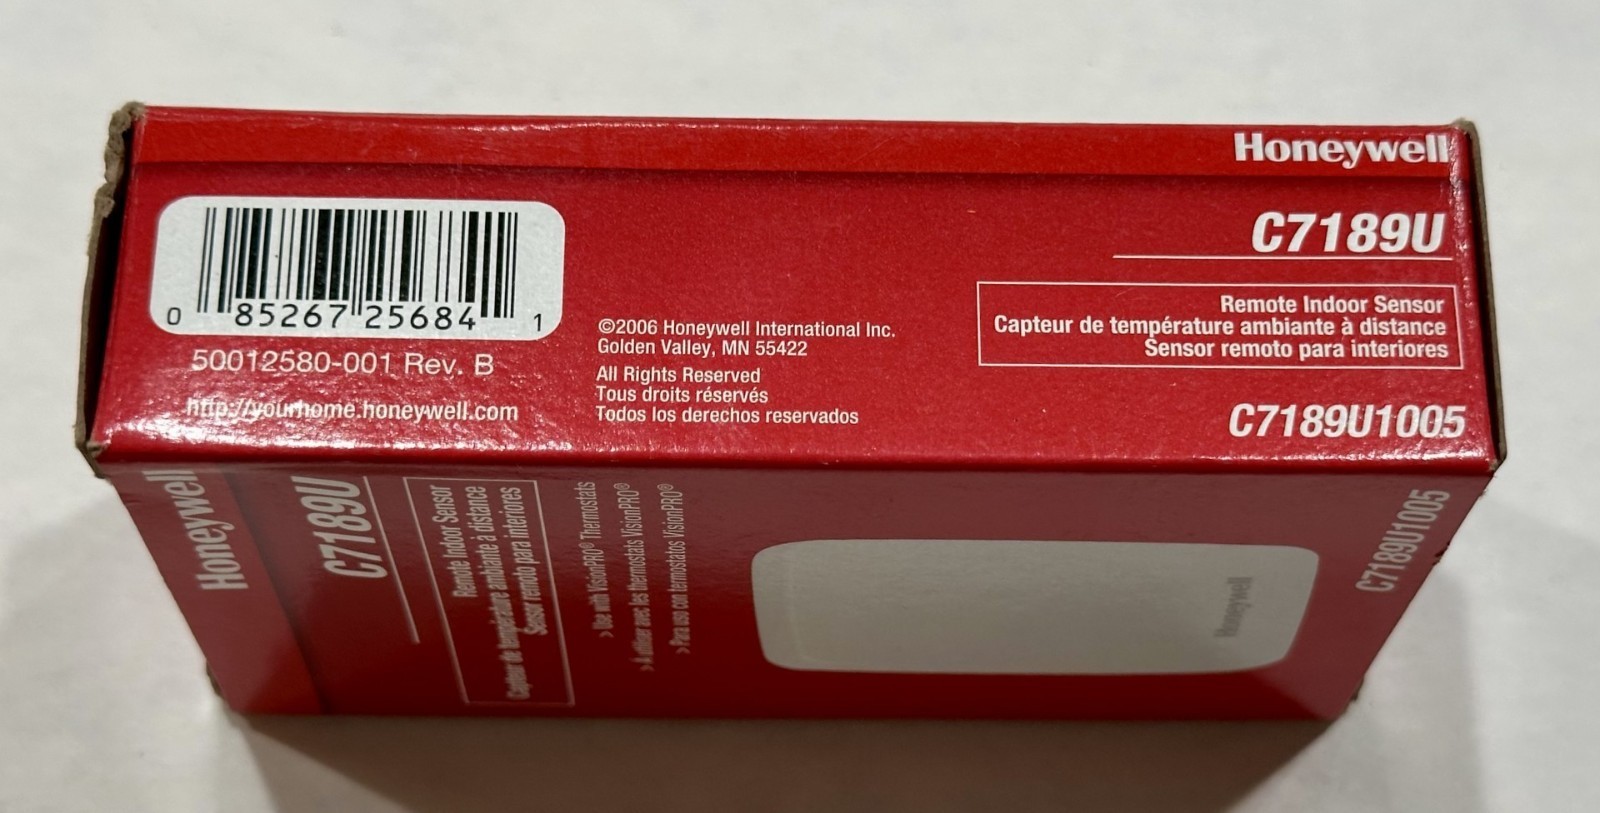 Honeywell
C7189U
Remote Indoor Sensor
Capteur de température ambiante à distance
Sensor remoto para interiores
C7189U1005
0 85267 25684 1
50012580-001 Rev. B
http://yourhome.honeywell.com
©2006 Honeywell International Inc.
Golden Valley, MN 55422
All Rights Reserved
Tous droits réservés
Todos los derechos reservados
Honeywell
C7189U
Remote Indoor Sensor
Capteur de température ambiante à distance
Sensor remoto para interiores
> Use with VisionPRO® Thermostats
> À utiliser avec les thermostats VisionPRO®
> Para uso con termostatos VisionPRO®
Honeywell
C7189U1005